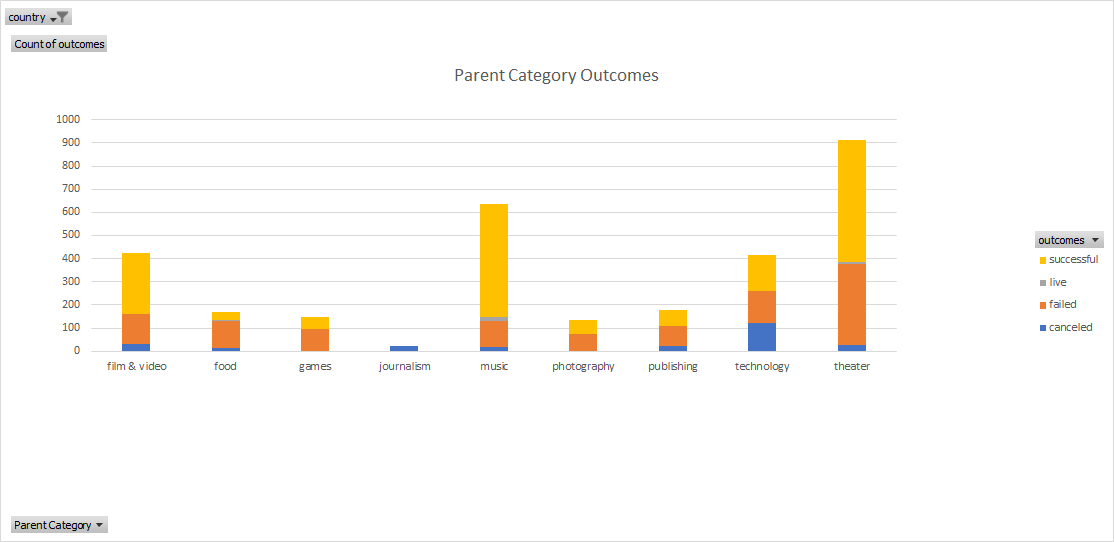 country
Count of outcomes
Parent Category Outcomes
1000
900
800
700
600
500
400
300
200
100
0
film & video food games journalism music photography publishing technology theater
outcomes
successful
live
failed
canceled
Parent Category